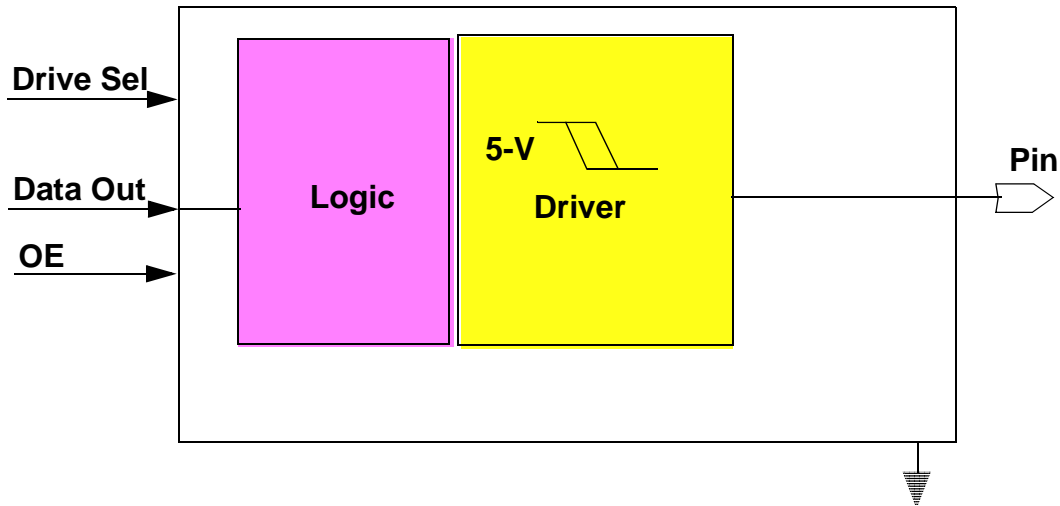 Drive Sel
Data Out
OE
Logic
5-V
Driver
Pin